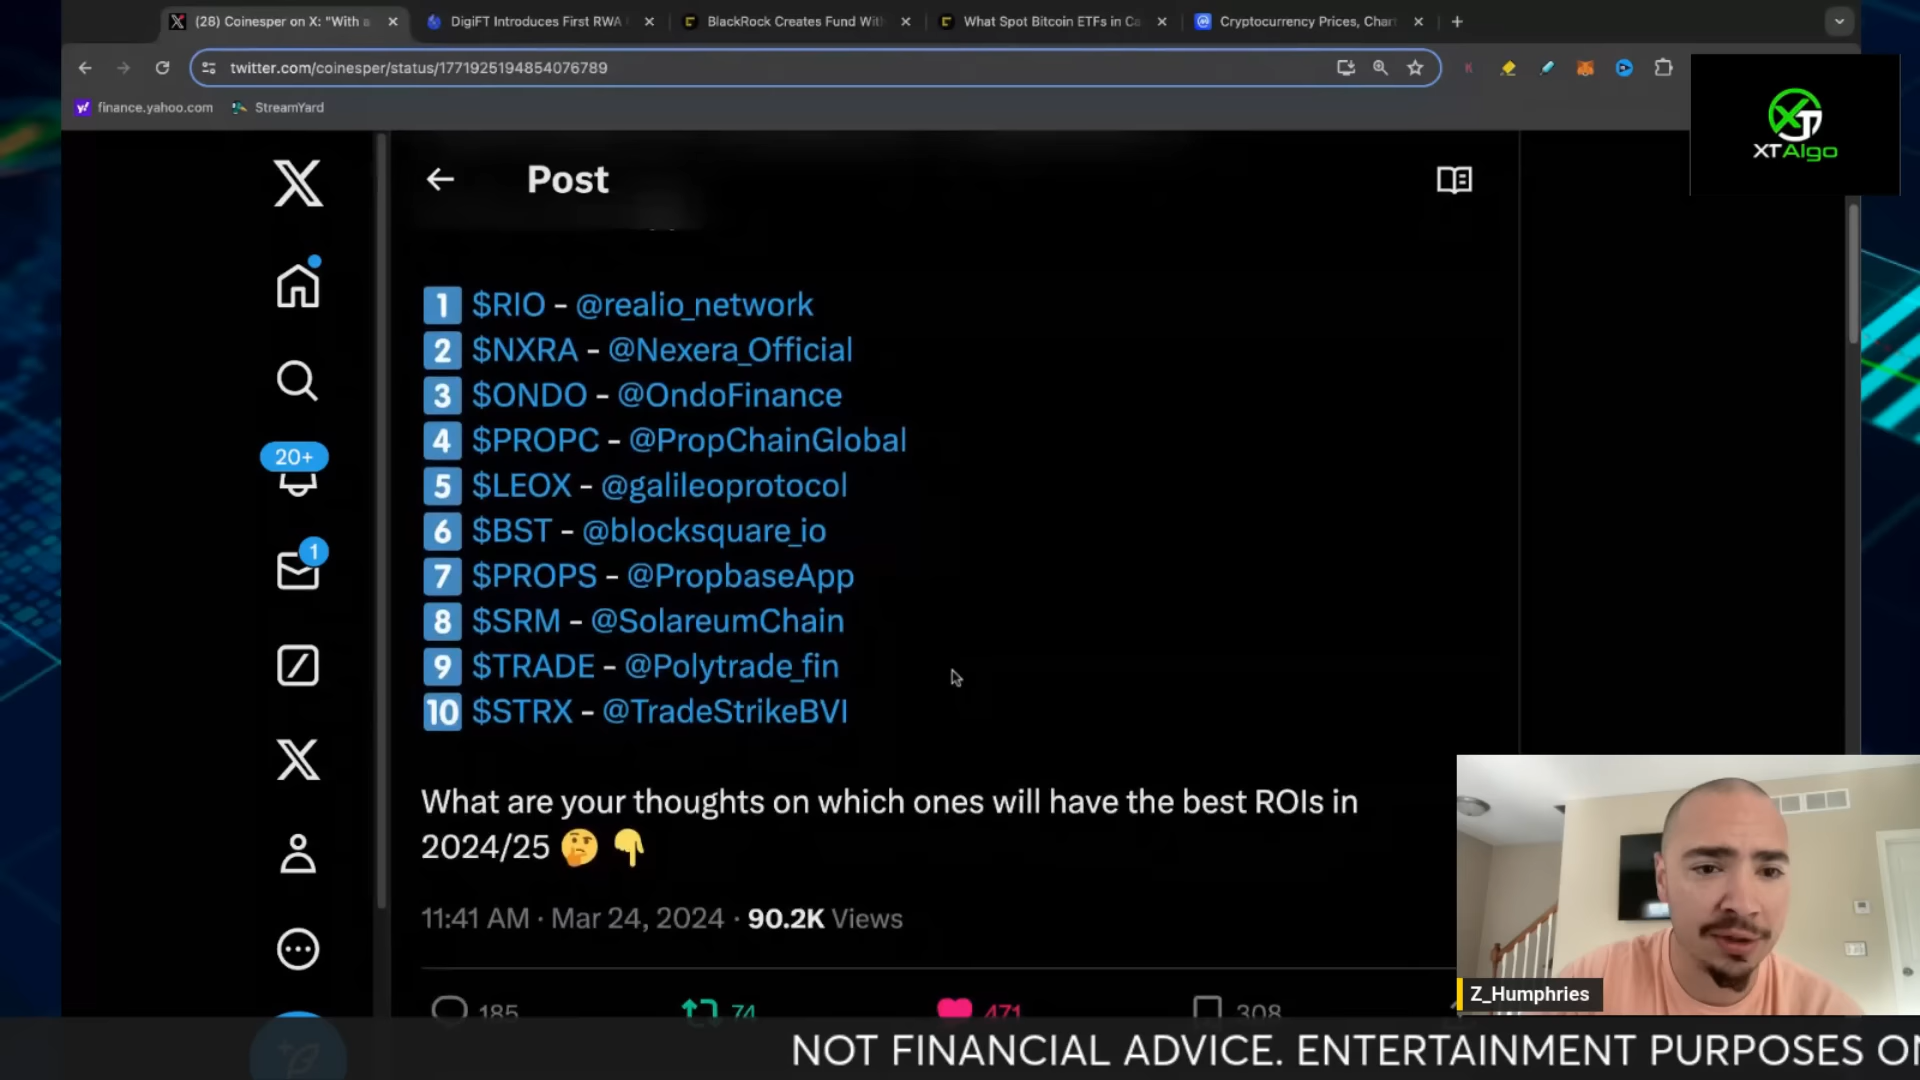 (28) Coinesper on X: "With a
DigiFT Introduces First RWA
BlackRock Creates Fund With
What Spot Bitcoin ETFs in Ca
Cryptocurrency Prices, Char
twitter.com/coinesper/status/1771925194854076789
finance.yahoo.com
StreamYard
XTAlgo
Post
1 $RIO - @realio_network
2 $NXRA - @Nexera_Official
3 $ONDO - @OndoFinance
4 $PROPC - @PropChainGlobal
5 $LEOX - @galileoprotocol
6 $BST - @blocksquare_io
7 $PROPS - @PropbaseApp
8 $SRM - @SolareumChain
9 $TRADE - @Polytrade_fin
10 $STRX - @TradeStrikeBVI
20+
1
What are your thoughts on which ones will have the best ROIs in
2024/25 🤔 👇
11:41 AM · Mar 24, 2024 · 90.2K Views
185 74 471 308
Z_Humphries
NOT FINANCIAL ADVICE. ENTERTAINMENT PURPOSES ON